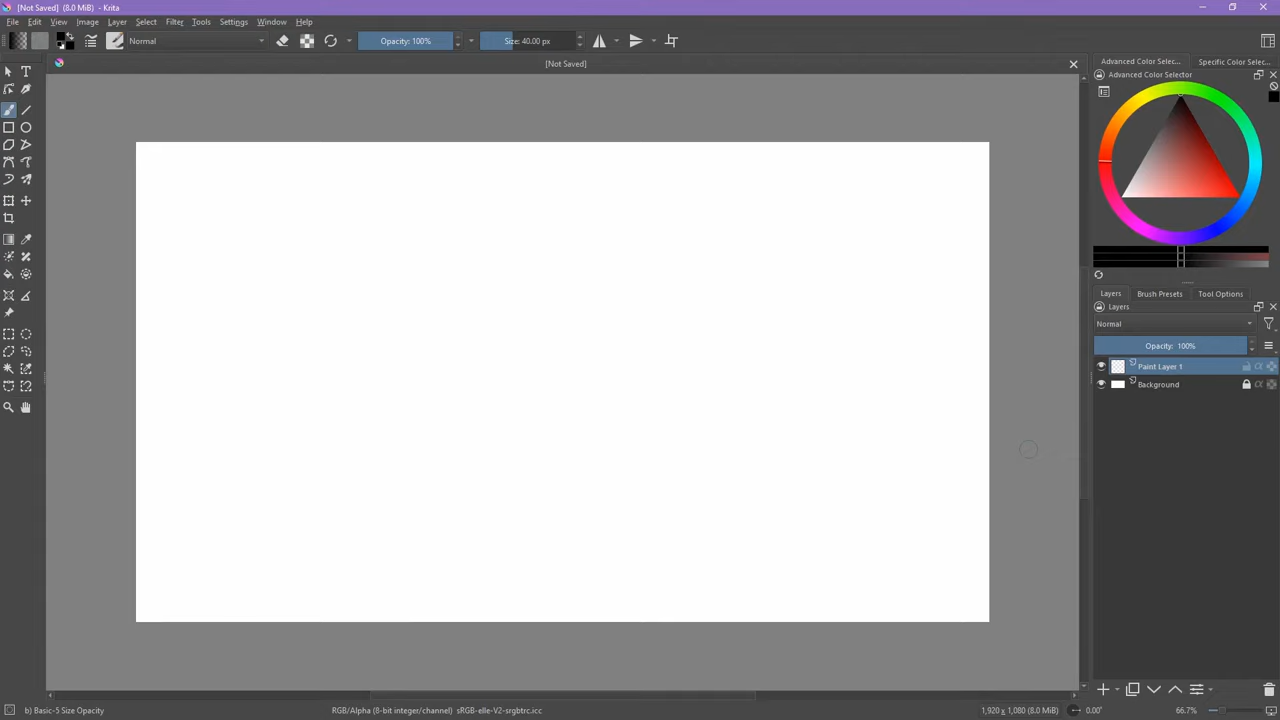 [Not Saved] (8.0 MiB) - Krita
File Edit View Image Layer Select Filter Tools Settings Window Help
Normal Opacity: 100% Size: 40.00 px
[Not Saved]
Advanced Color Selec... Specific Color Selec...
Advanced Color Selector
Layers Brush Presets Tool Options
Layers
Normal
Opacity: 100%
Paint Layer 1
Background
b) Basic-5 Size Opacity RGB/Alpha (8-bit integer/channel) sRGB-elle-V2-srgbtrc.icc 1,920 x 1,080 (8.0 MiB) 0.00° 66.7%